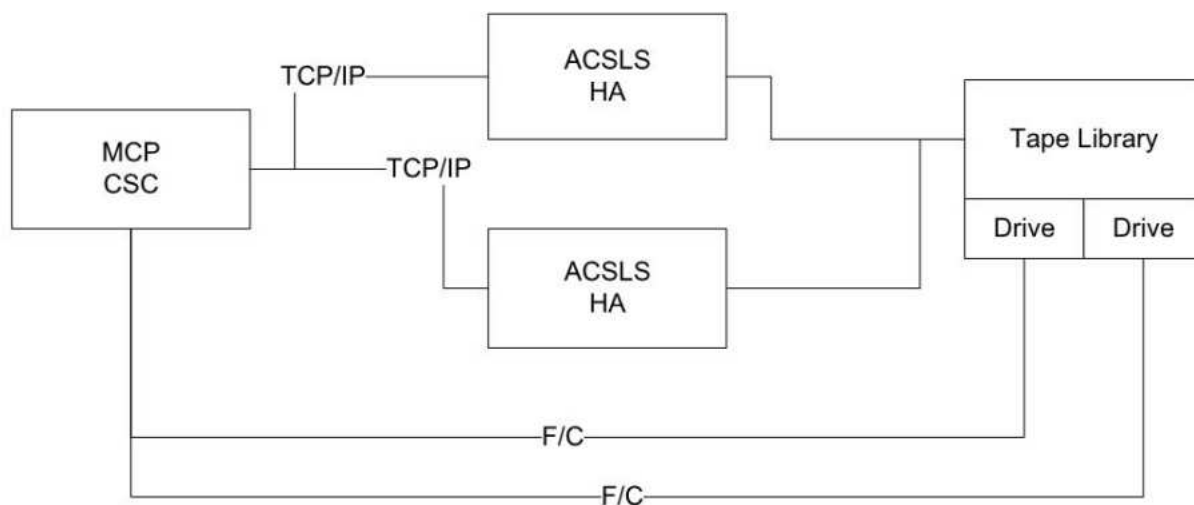 ACSLS
HA
TCP/IP
MCP
CSC
TCP/IP
Tape Library
Drive
Drive
ACSLS
HA
F/C
F/C